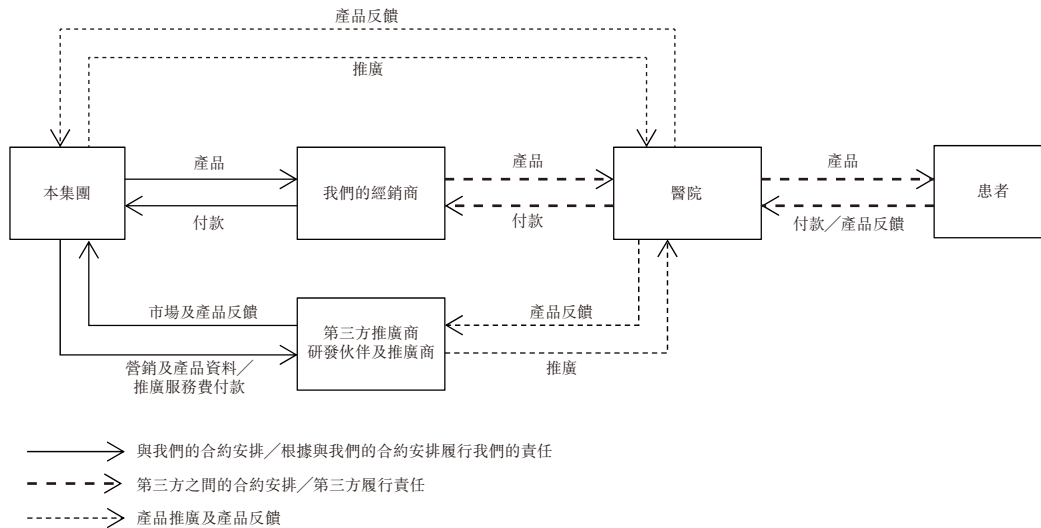 產品反饋
推廣
本集團
產品
付款
我們的經銷商
產品
付款
醫院
產品
付款／產品反饋
患者
市場及產品反饋
營銷及產品資料／
推廣服務費付款
第三方推廣商
研發伙伴及推廣商
產品反饋
推廣
與我們的合約安排／根據與我們的合約安排履行我們的責任
第三方之間的合約安排／第三方履行責任
產品推廣及產品反饋